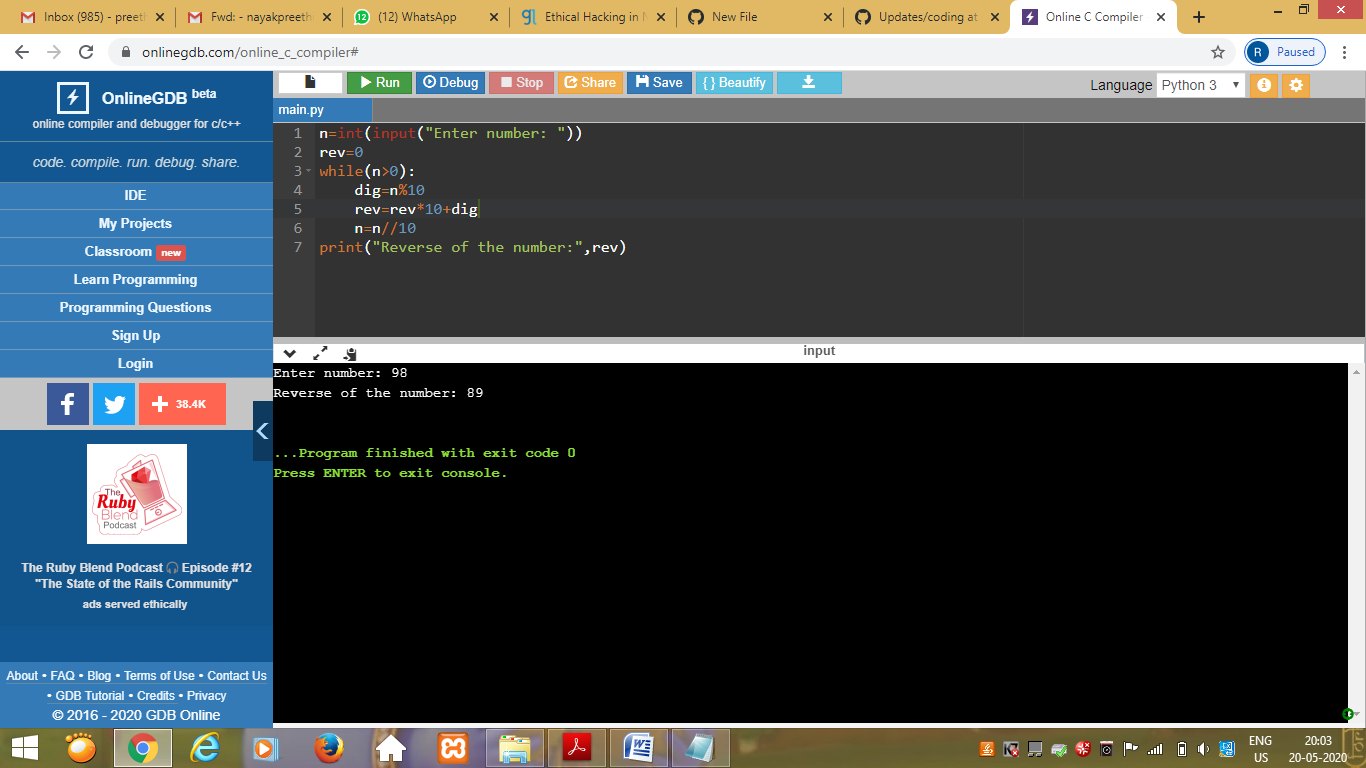 Inbox (985) - preeth
Fwd: - nayakpreethi
(12) WhatsApp
Ethical Hacking in
New File
Updates/coding at
Online C Compiler
onlinegdb.com/online_c_compiler#
R Paused
OnlineGDB beta
online compiler and debugger for c/c++
code. compile. run. debug. share.
IDE
My Projects
Classroom new
Learn Programming
Programming Questions
Sign Up
Login
38.4K
The
Ruby
Blend
Podcast
The Ruby Blend Podcast 🎧 Episode #12
"The State of the Rails Community"
ads served ethically
About • FAQ • Blog • Terms of Use • Contact Us
• GDB Tutorial • Credits • Privacy
© 2016 - 2020 GDB Online
Run Debug Stop Share Save { } Beautify
Language Python 3
main.py
1 n=int(input("Enter number: "))
2 rev=0
3 while(n>0):
4     dig=n%10
5     rev=rev*10+dig
6     n=n//10
7 print("Reverse of the number:",rev)
input
Enter number: 98
Reverse of the number: 89
...Program finished with exit code 0
Press ENTER to exit console.
ENG
US
20:03
20-05-2020